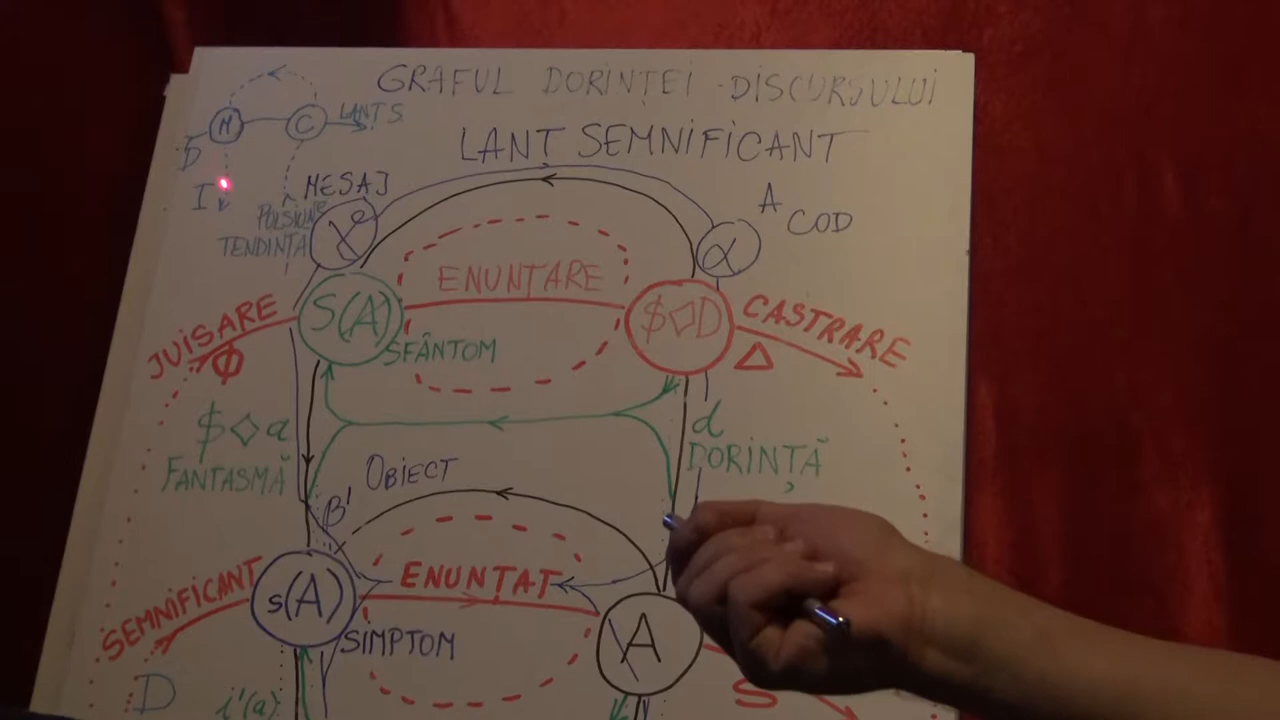 GRAFUL DORINȚEI - DISCURSULUI
M C LANȚ S.
LANȚ SEMNIFICANT
I
MESAJ
A COD
PULSIUNE
TENDINȚA
γ α
JUISARE S(A) ENUNȚARE $◇D CASTRARE
Φ SFÂNTOM Δ
$◇a d
FANTASMĂ DORINȚĂ
OBIECT
β'
SEMNIFICANT s(A) ENUNȚAT
SIMPTOM A
D i'(a) S